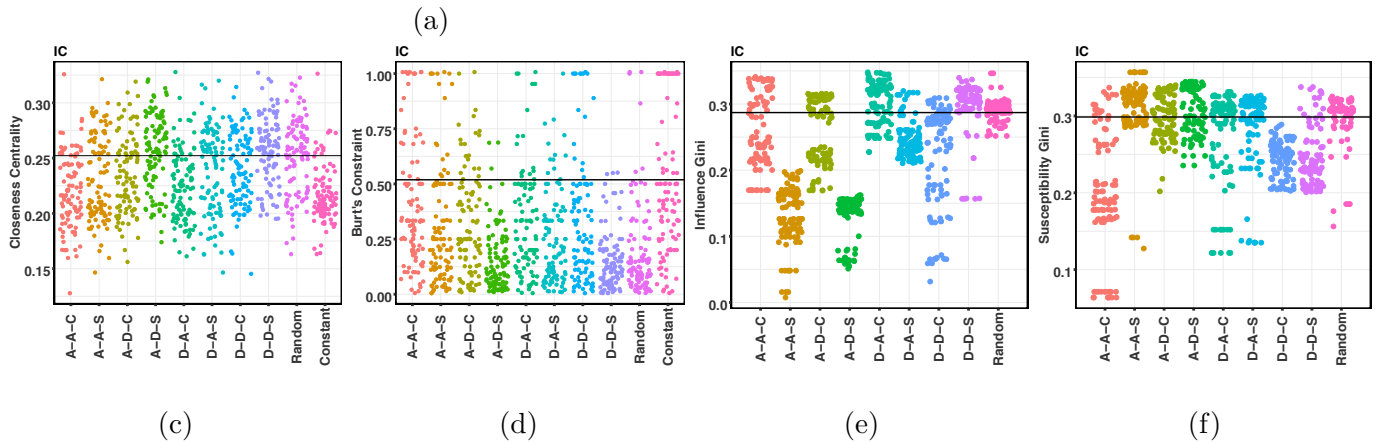 (a)
IC
Closeness Centrality
0.30
0.25
0.20
0.15
A-A-C
A-A-S
A-D-C
A-D-S
D-A-C
D-A-S
D-D-C
D-D-S
Random
Constant
(c)
IC
Burt's Constraint
1.00
0.75
0.50
0.25
0.00
A-A-C
A-A-S
A-D-C
A-D-S
D-A-C
D-A-S
D-D-C
D-D-S
Random
Constant
(d)
IC
Influence Gini
0.3
0.2
0.1
0.0
A-A-C
A-A-S
A-D-C
A-D-S
D-A-C
D-A-S
D-D-C
D-D-S
Random
(e)
IC
Susceptibility Gini
0.3
0.2
0.1
A-A-C
A-A-S
A-D-C
A-D-S
D-A-C
D-A-S
D-D-C
D-D-S
Random
(f)